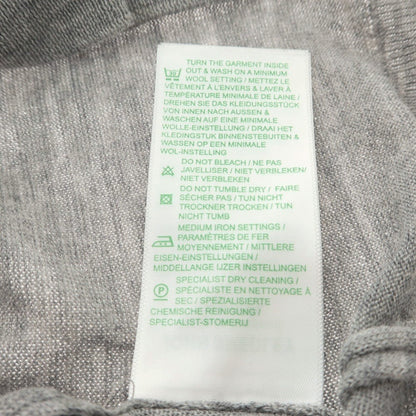 TURN THE GARMENT INSIDE
OUT & WASH ON A MINIMUM
WOOL SETTING / METTEZ LE
VÊTEMENT À L'ENVERS & LAVER À
TEMPÉRATURE MINIMALE DE LAINE /
DREHEN SIE DAS KLEIDUNGSSTÜCK
VON INNEN NACH AUSSEN &
WASCHEN AUF EINE MINIMALE
WOLLE-EINSTELLUNG / DRAAI HET
KLEDINGSTUK BINNENSTEBUITEN &
WASSEN OP EEN MINIMALE
WOL-INSTELLING
DO NOT BLEACH / NE PAS
JAVELLISER / NICHT VERBLEKEN/
NIET VERBLEKEN
DO NOT TUMBLE DRY / FAIRE
SÉCHER PAS / TUN NICHT
TROCKNER TROCKEN / TUN
NICHT TUMB
MEDIUM IRON SETTINGS /
PARAMÈTRES DE FER
MOYENNEMENT / MITTLERE
EISEN-EINSTELLUNGEN /
MIDDELLANGE IJZER INSTELLINGEN
SPECIALIST DRY CLEANING /
SPÉCIALISTE EN NETTOYAGE À
SEC / SPEZIALISIERTE
CHEMISCHE REINIGUNG /
SPECIALIST-STOMERIJ